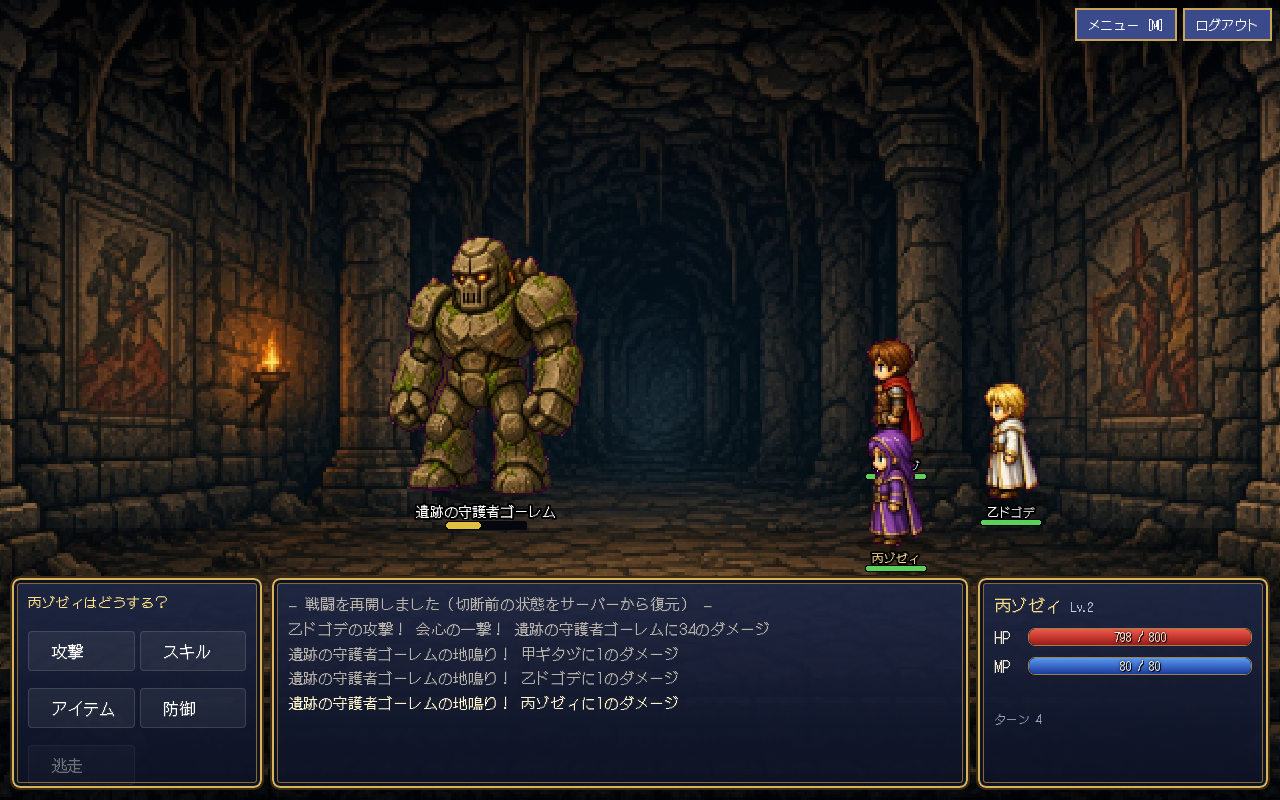 メニュー [M]
ログアウト
遺跡の守護者ゴーレム
乙ドゴデ
丙ゾゼィ
丙ゾゼィはどうする?
攻撃
スキル
アイテム
防御
逃走
— 戦闘を再開しました（切断前の状態をサーバーから復元） —
乙ドゴデの攻撃！ 会心の一撃！ 遺跡の守護者ゴーレムに34のダメージ
遺跡の守護者ゴーレムの地鳴り！ 甲ギタヅに1のダメージ
遺跡の守護者ゴーレムの地鳴り！ 乙ドゴデに1のダメージ
遺跡の守護者ゴーレムの地鳴り！ 丙ゾゼィに1のダメージ
丙ゾゼィ Lv.2
HP 798 / 800
MP 80 / 80
ターン 4